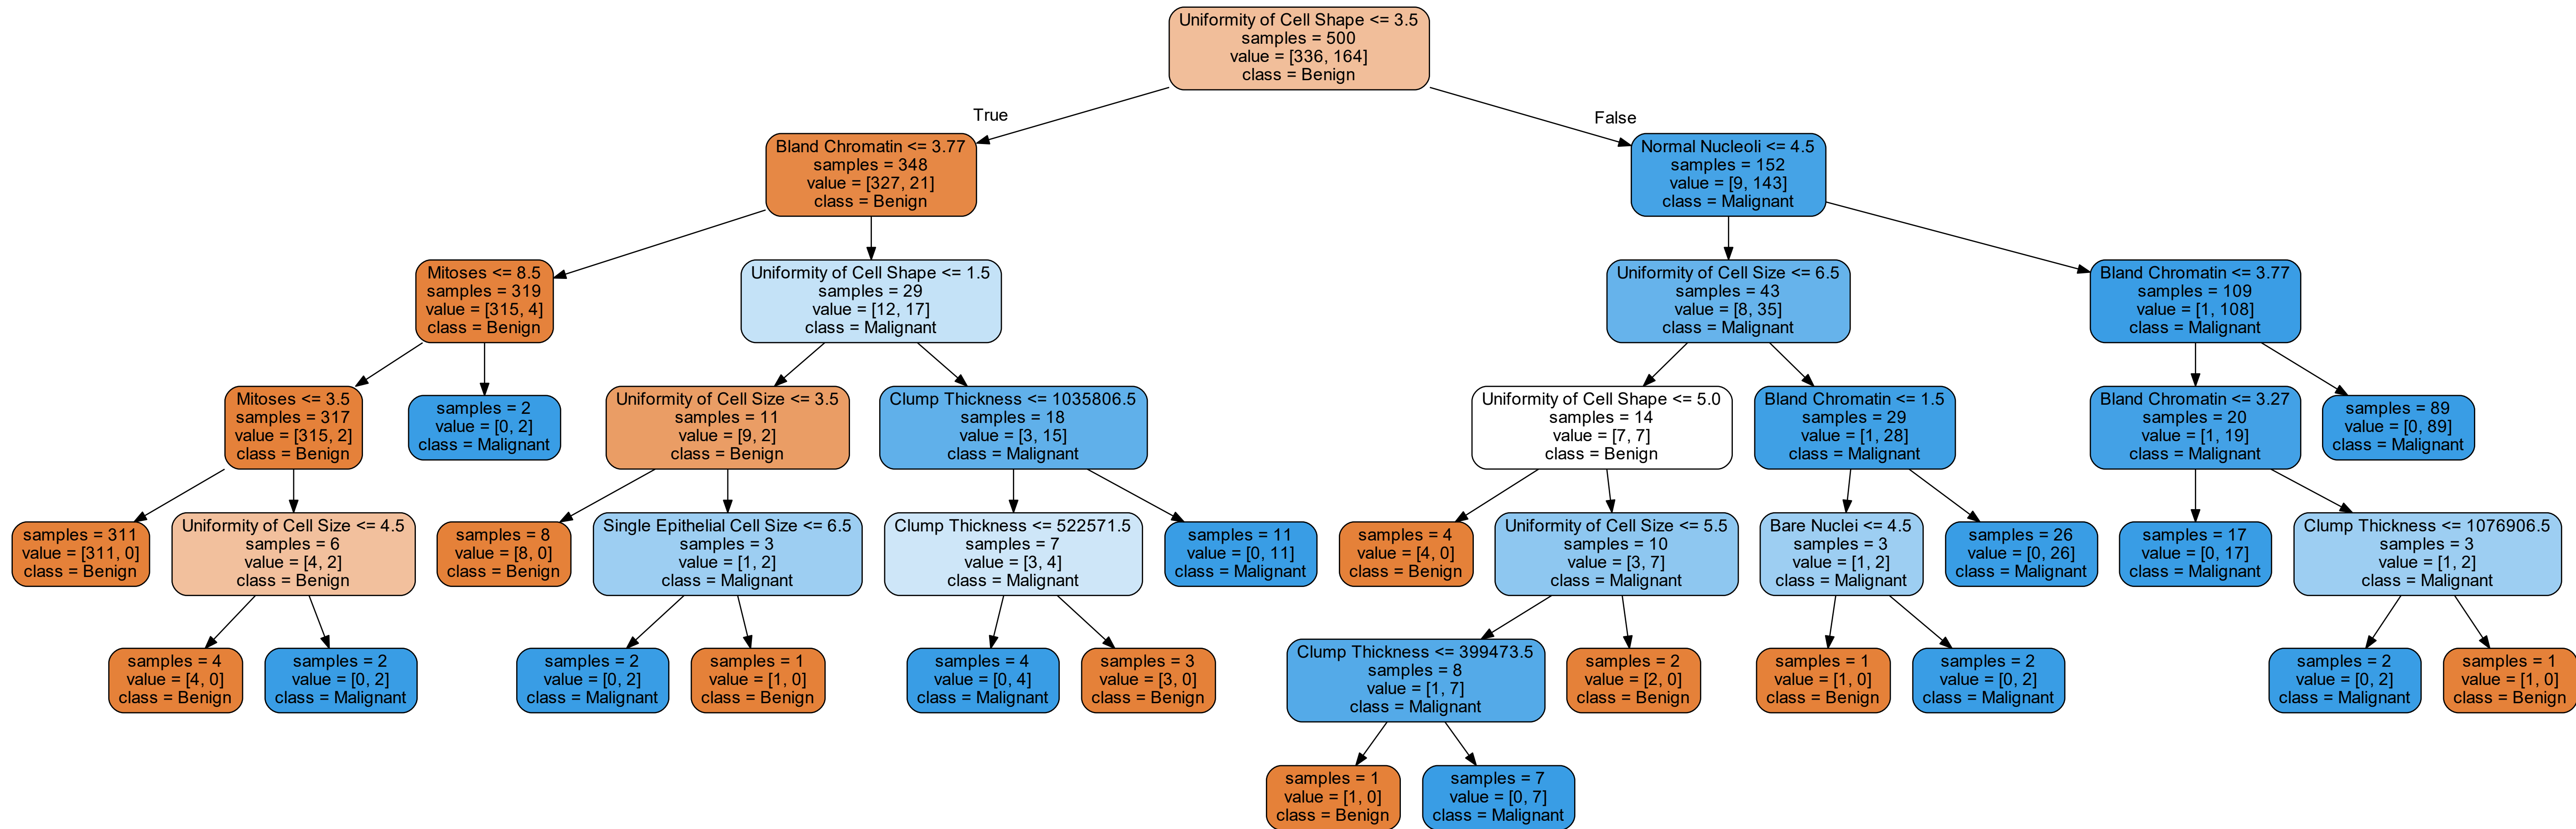 Uniformity of Cell Shape <= 3.5
samples = 500
value = [336, 164]
class = Benign
True
False
Bland Chromatin <= 3.77
samples = 348
value = [327, 21]
class = Benign
Normal Nucleoli <= 4.5
samples = 152
value = [9, 143]
class = Malignant
Mitoses <= 8.5
samples = 319
value = [315, 4]
class = Benign
Uniformity of Cell Shape <= 1.5
samples = 29
value = [12, 17]
class = Malignant
Uniformity of Cell Size <= 6.5
samples = 43
value = [8, 35]
class = Malignant
Bland Chromatin <= 3.77
samples = 109
value = [1, 108]
class = Malignant
Mitoses <= 3.5
samples = 317
value = [315, 2]
class = Benign
samples = 2
value = [0, 2]
class = Malignant
Uniformity of Cell Size <= 3.5
samples = 11
value = [9, 2]
class = Benign
Clump Thickness <= 1035806.5
samples = 18
value = [3, 15]
class = Malignant
Uniformity of Cell Shape <= 5.0
samples = 14
value = [7, 7]
class = Benign
Bland Chromatin <= 1.5
samples = 29
value = [1, 28]
class = Malignant
Bland Chromatin <= 3.27
samples = 20
value = [1, 19]
class = Malignant
samples = 89
value = [0, 89]
class = Malignant
samples = 311
value = [311, 0]
class = Benign
Uniformity of Cell Size <= 4.5
samples = 6
value = [4, 2]
class = Benign
samples = 8
value = [8, 0]
class = Benign
Single Epithelial Cell Size <= 6.5
samples = 3
value = [1, 2]
class = Malignant
Clump Thickness <= 522571.5
samples = 7
value = [3, 4]
class = Malignant
samples = 11
value = [0, 11]
class = Malignant
samples = 4
value = [4, 0]
class = Benign
Uniformity of Cell Size <= 5.5
samples = 10
value = [3, 7]
class = Malignant
Bare Nuclei <= 4.5
samples = 3
value = [1, 2]
class = Malignant
samples = 26
value = [0, 26]
class = Malignant
samples = 17
value = [0, 17]
class = Malignant
Clump Thickness <= 1076906.5
samples = 3
value = [1, 2]
class = Malignant
samples = 4
value = [4, 0]
class = Benign
samples = 2
value = [0, 2]
class = Malignant
samples = 2
value = [0, 2]
class = Malignant
samples = 1
value = [1, 0]
class = Benign
samples = 4
value = [0, 4]
class = Malignant
samples = 3
value = [3, 0]
class = Benign
Clump Thickness <= 399473.5
samples = 8
value = [1, 7]
class = Malignant
samples = 2
value = [2, 0]
class = Benign
samples = 1
value = [1, 0]
class = Benign
samples = 2
value = [0, 2]
class = Malignant
samples = 2
value = [0, 2]
class = Malignant
samples = 1
value = [1, 0]
class = Benign
samples = 1
value = [1, 0]
class = Benign
samples = 7
value = [0, 7]
class = Malignant